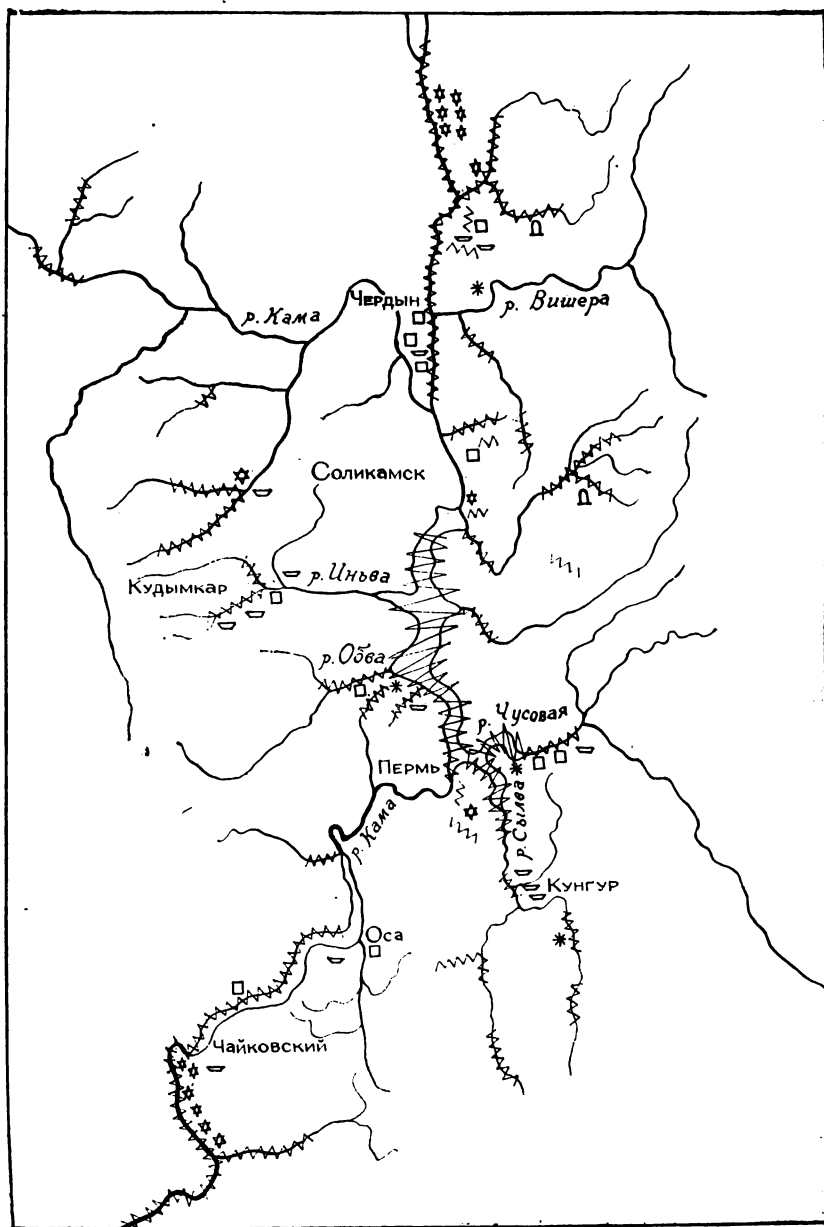 Чердын
р. Кама
р. Вишера
Соликамск
Кудымкар
р. Иньва
р. Обва
р. Чусовая
Пермь
р. Кама
р. Сылва
Кунгур
Оса
Чайковский